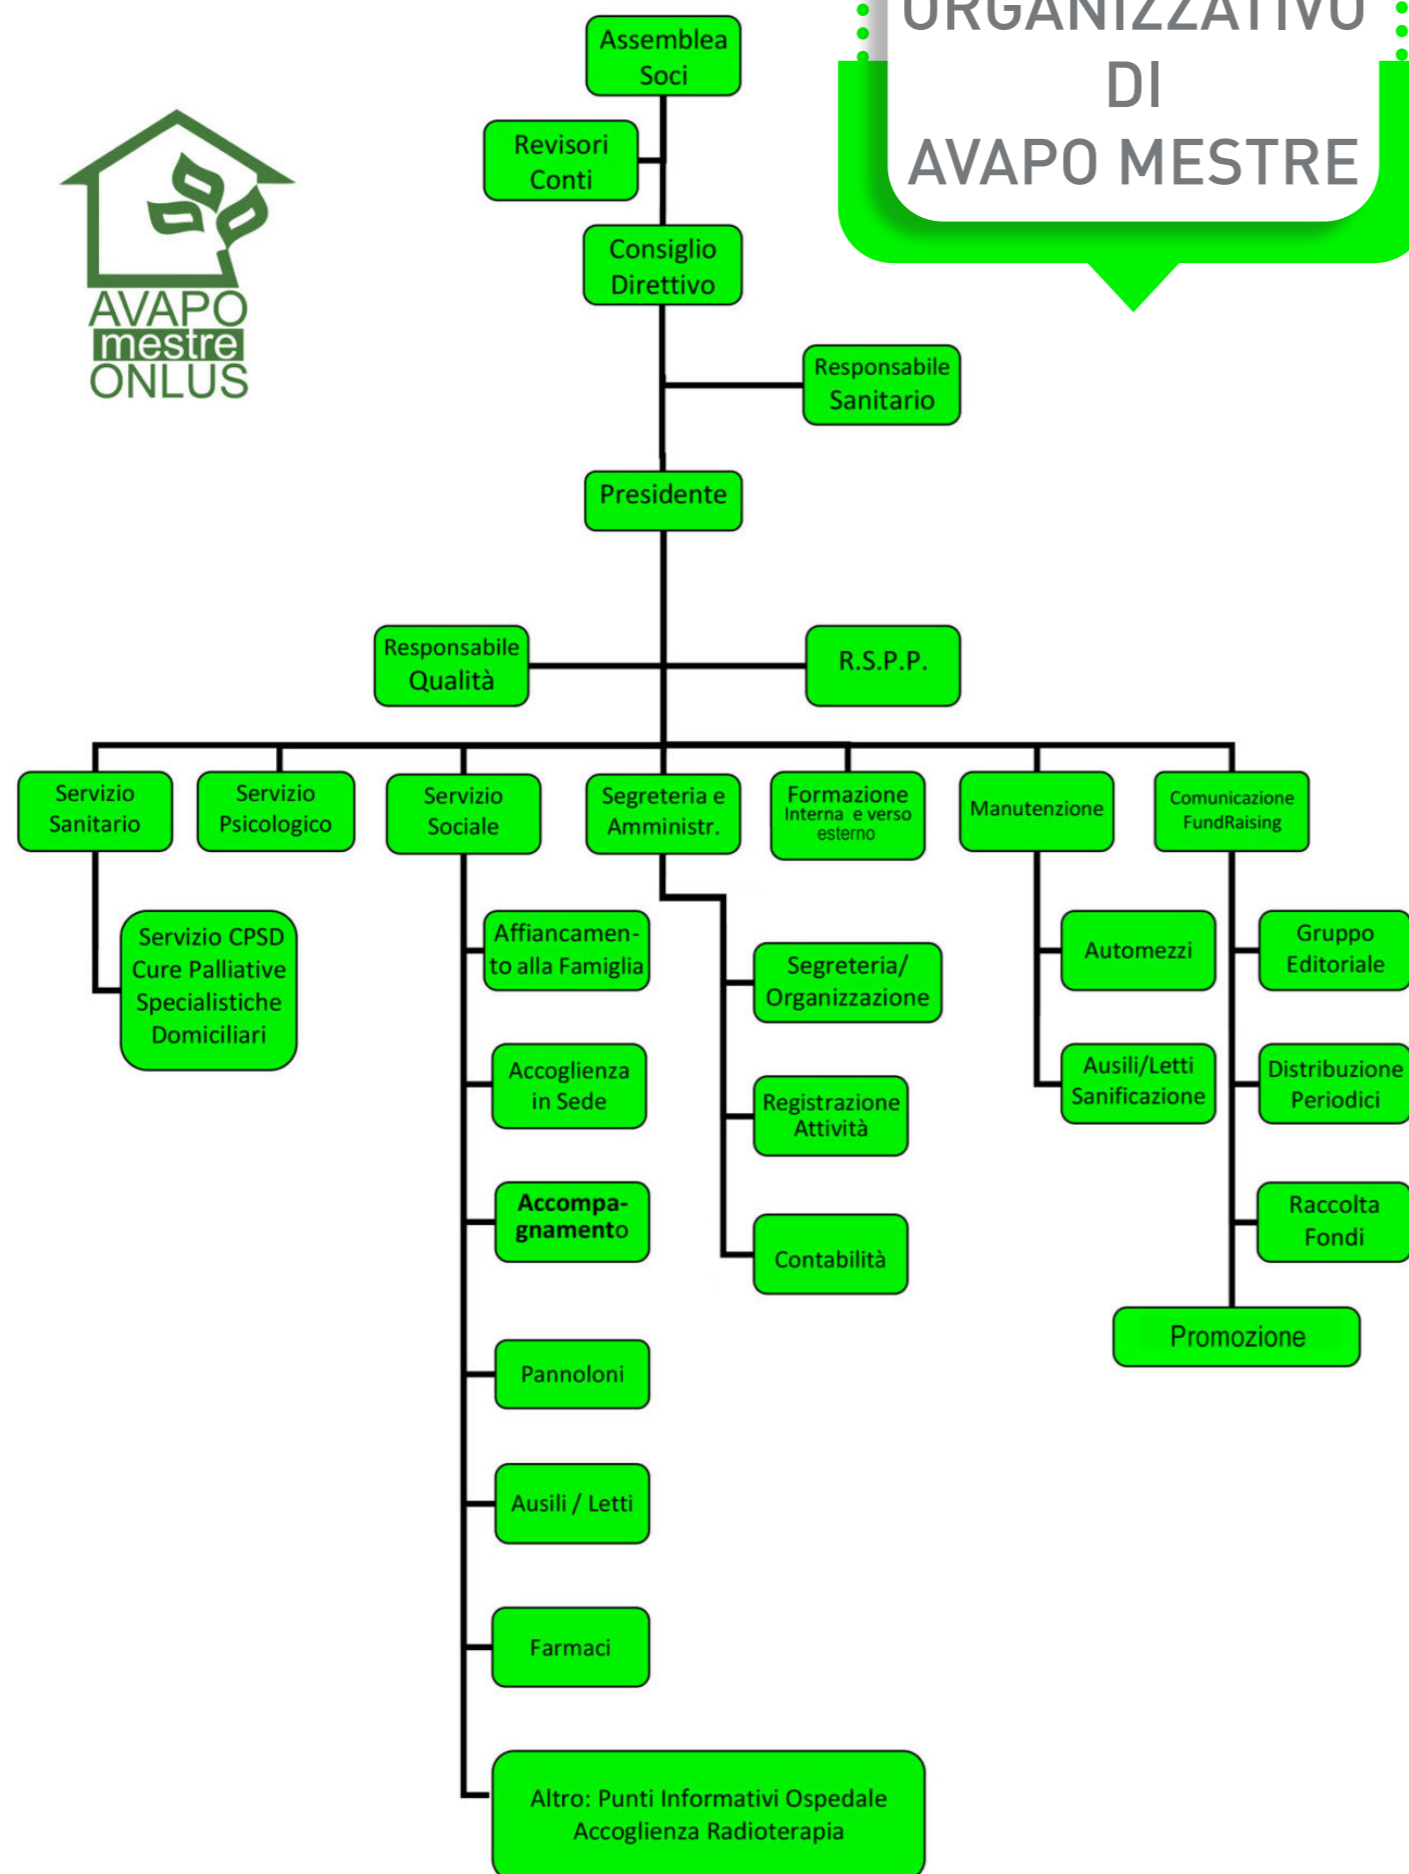 ORGANIZZATIVO
DI
AVAPO MESTRE
AVAPO
mestre
ONLUS
Assemblea
Soci
Revisori
Conti
Consiglio
Direttivo
Responsabile
Sanitario
Presidente
Responsabile
Qualità
R.S.P.P.
Servizio
Sanitario
Servizio
Psicologico
Servizio
Sociale
Segreteria e
Amministr.
Formazione
Interna e verso
esterno
Manutenzione
Comunicazione
FundRaising
Servizio CPSD
Cure Palliative
Specialistiche
Domiciliari
Affiancamen-
to alla Famiglia
Accoglienza
in Sede
Accompa-
gnamento
Pannoloni
Ausili / Letti
Farmaci
Altro: Punti Informativi Ospedale
Accoglienza Radioterapia
Segreteria/
Organizzazione
Registrazione
Attività
Contabilità
Automezzi
Ausili/Letti
Sanificazione
Gruppo
Editoriale
Distribuzione
Periodici
Raccolta
Fondi
Promozione